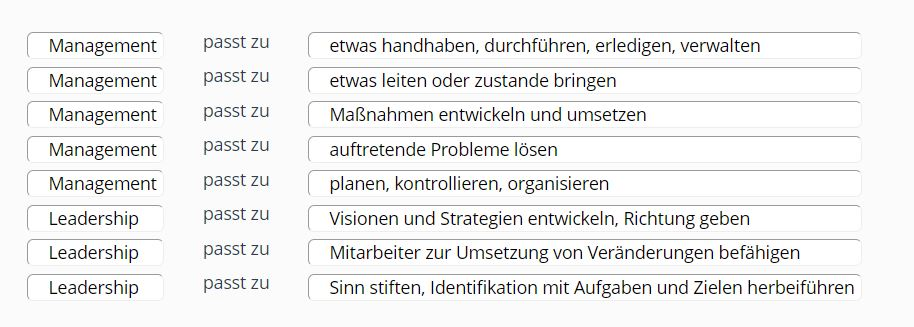 Management passt zu etwas handhaben, durchführen, erledigen, verwalten
Management passt zu etwas leiten oder zustande bringen
Management passt zu Maßnahmen entwickeln und umsetzen
Management passt zu auftretende Probleme lösen
Management passt zu planen, kontrollieren, organisieren
Leadership passt zu Visionen und Strategien entwickeln, Richtung geben
Leadership passt zu Mitarbeiter zur Umsetzung von Veränderungen befähigen
Leadership passt zu Sinn stiften, Identifikation mit Aufgaben und Zielen herbeiführen